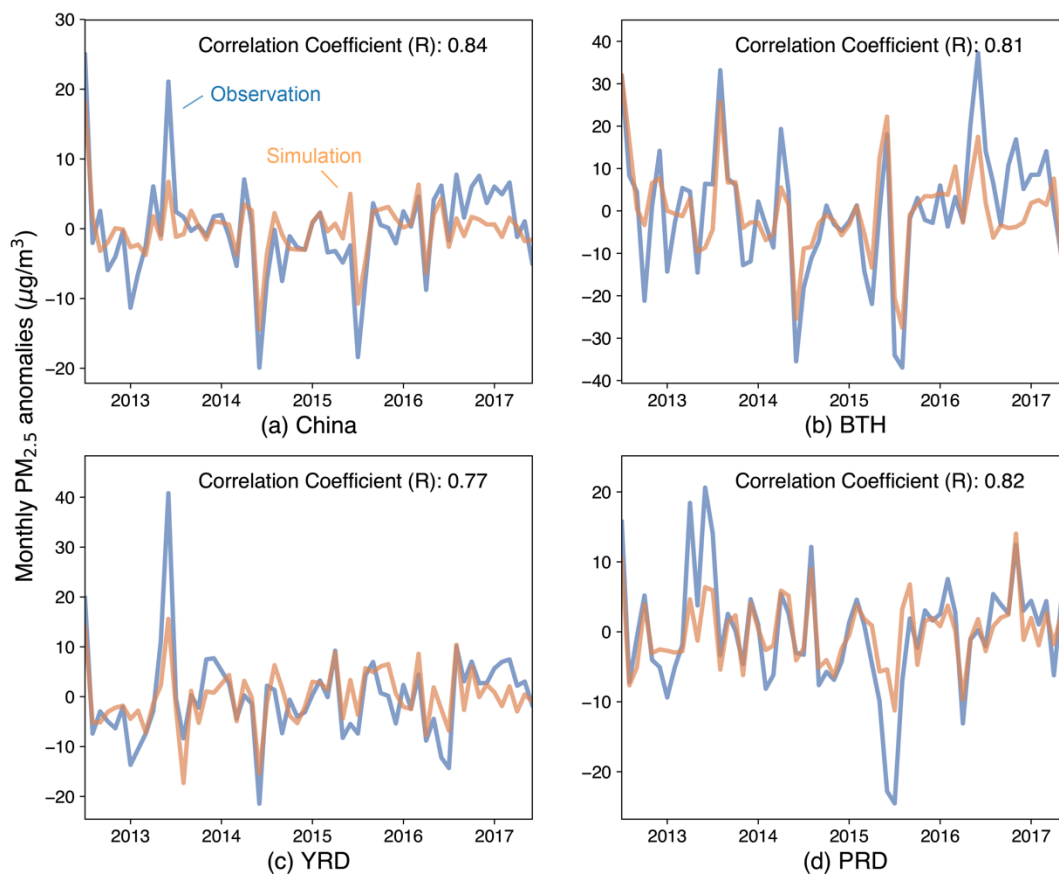 Monthly PM2.5 anomalies (μg/m3)
30
20
10
0
−10
−20
Correlation Coefficient (R): 0.84
Observation
Simulation
2013 2014 2015 2016 2017
(a) China
40
30
20
10
0
−10
−20
−30
−40
Correlation Coefficient (R): 0.81
2013 2014 2015 2016 2017
(b) BTH
40
30
20
10
0
−10
−20
Correlation Coefficient (R): 0.77
2013 2014 2015 2016 2017
(c) YRD
20
10
0
−10
−20
Correlation Coefficient (R): 0.82
2013 2014 2015 2016 2017
(d) PRD